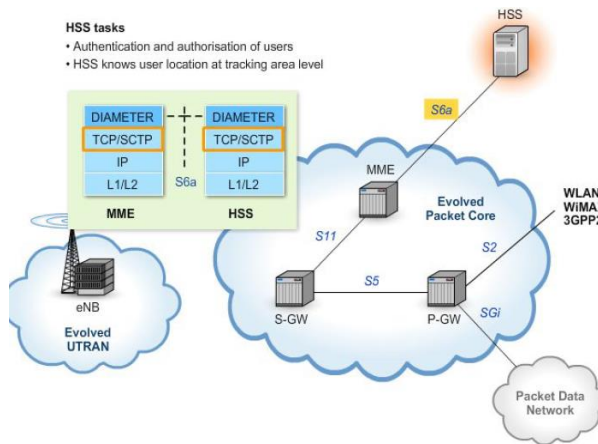 HSS tasks
• Authentication and authorisation of users
• HSS knows user location at tracking area level
HSS
S6a
DIAMETER
DIAMETER
TCP/SCTP
TCP/SCTP
IP
IP
L1/L2
S6a
L1/L2
MME
HSS
MME
Evolved
Packet Core
WLAN
S11
S2
3GPP2
S5
eNB
S-GW
P-GW
SGi
Evolved
UTRAN
Packet Data
Network